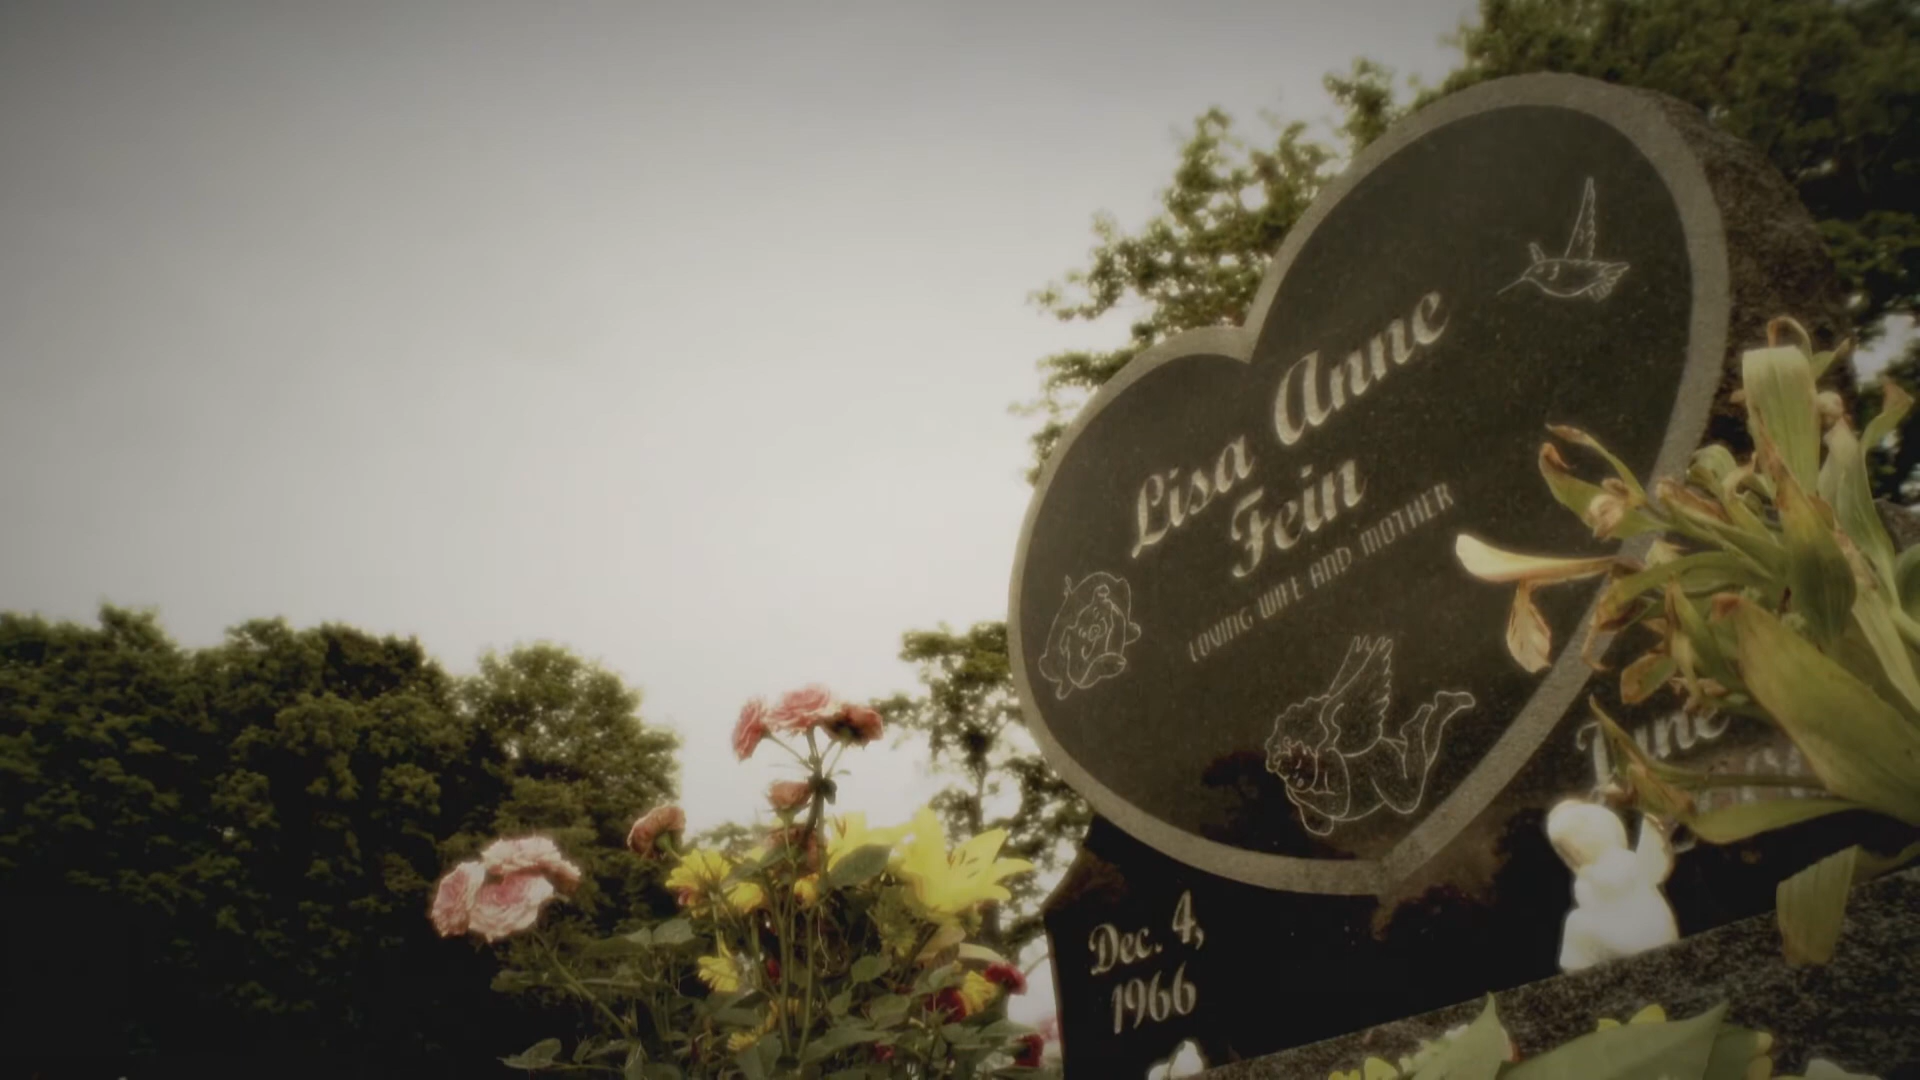 Lisa Anne
Fein
LOVING WIFE AND MOTHER
Dec. 4,
1966